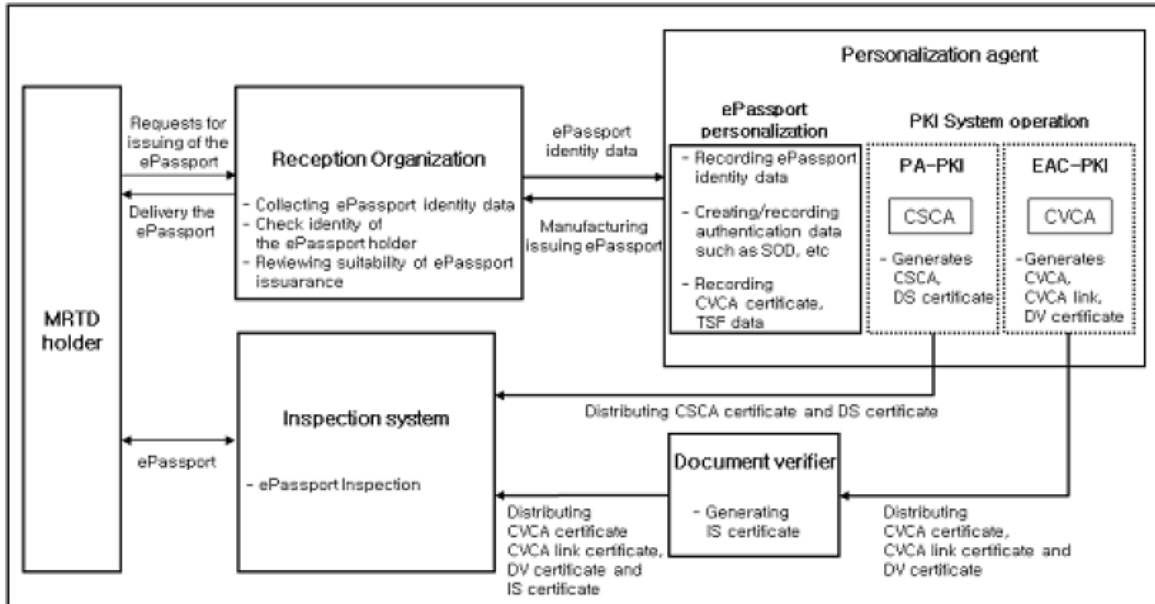 Personalization agent
ePassport
personalization
PKI System operation
Requests for
issuing of the
ePassport
Delivery the
ePassport
Reception Organization
- Collecting ePassport identity data
- Check identity of
the ePassport holder
- Reviewing suitability of ePassport
issuarance
ePassport
identity data
Manufacturing
issuing ePassport
- Recording ePassport
identity data
- Creating/recording
authentication data
such as SOD, etc
- Recording
CVCA certificate,
TSF data
PA-PKI
CSCA
- Generates
CSCA,
DS certificate
EAC-PKI
CVCA
- Generates
CVCA,
CVCA link,
DV certificate
MRTD
holder
Distributing CSCA certificate and DS certificate
Inspection system
- ePassport Inspection
ePassport
Document verifier
- Generating
IS certificate
Distributing
CVCA certificate
CVCA link certificate,
DV certificate and
IS certificate
Distributing
CVCA certificate,
CVCA link certificate and
DV certificate